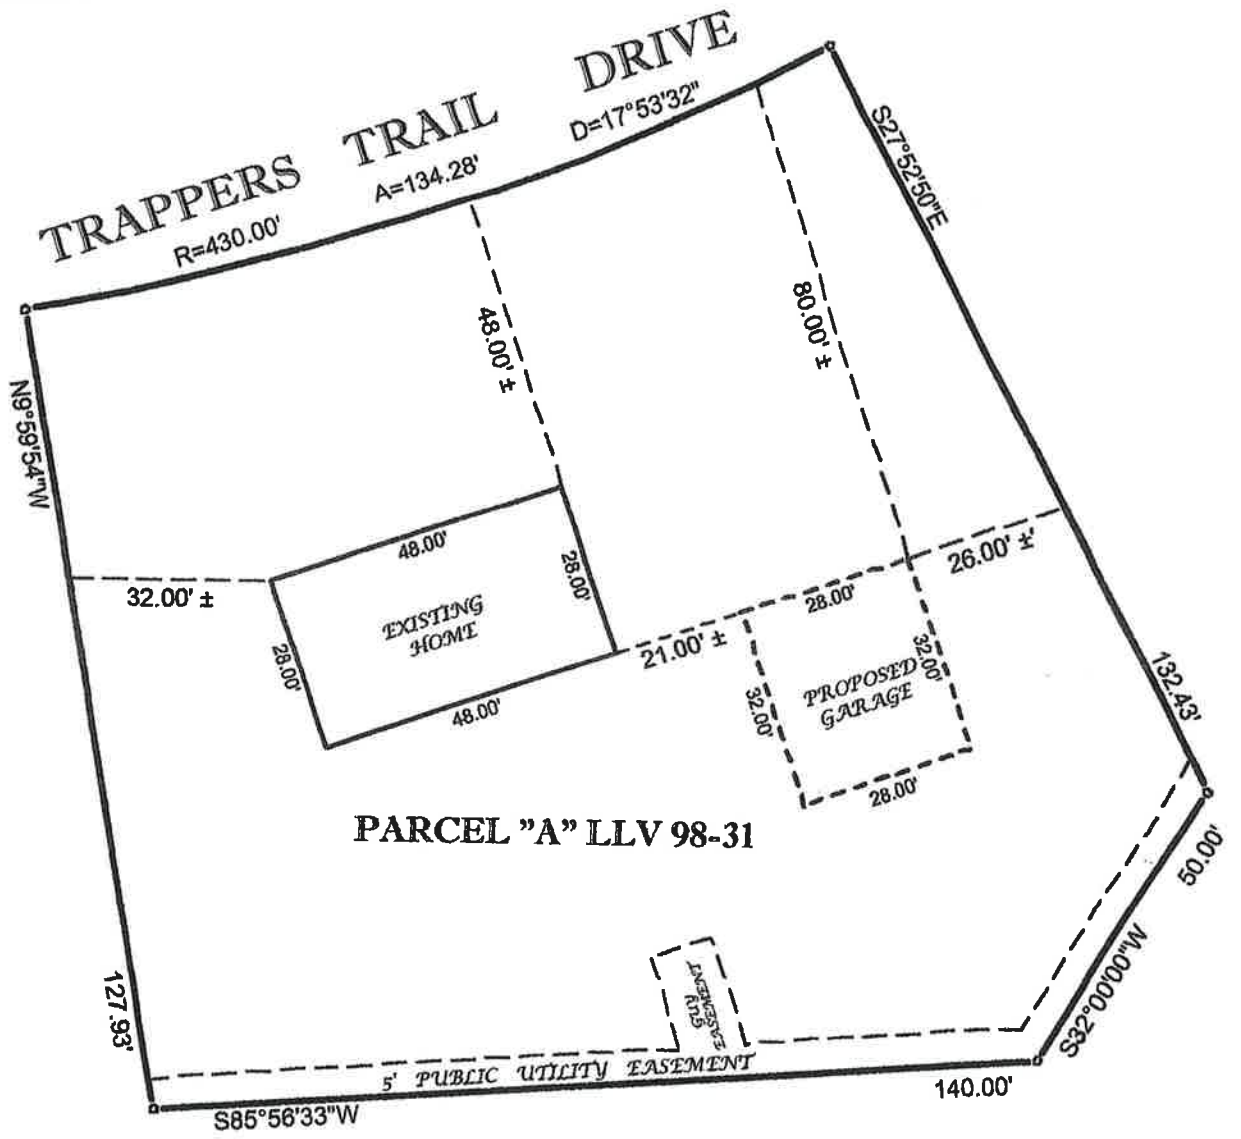 TRAPPERS TRAIL DRIVE
R=430.00'
A=134.28'
D=17°53'32"
S27°52'50"E
N9°59'54"W
48.00' ±
80.00' ±
48.00'
28.00'
26.00' ±'
32.00' ±
EXISTING
HOME
28.00'
48.00'
21.00' ±
28.00'
32.00'
PROPOSED
GARAGE
32.00'
28.00'
132.43'
PARCEL "A" LLV 98-31
50.00'
127.93'
GUY
EASEMENT
S32°00'00"W
5' PUBLIC UTILITY EASEMENT
140.00'
S85°56'33"W